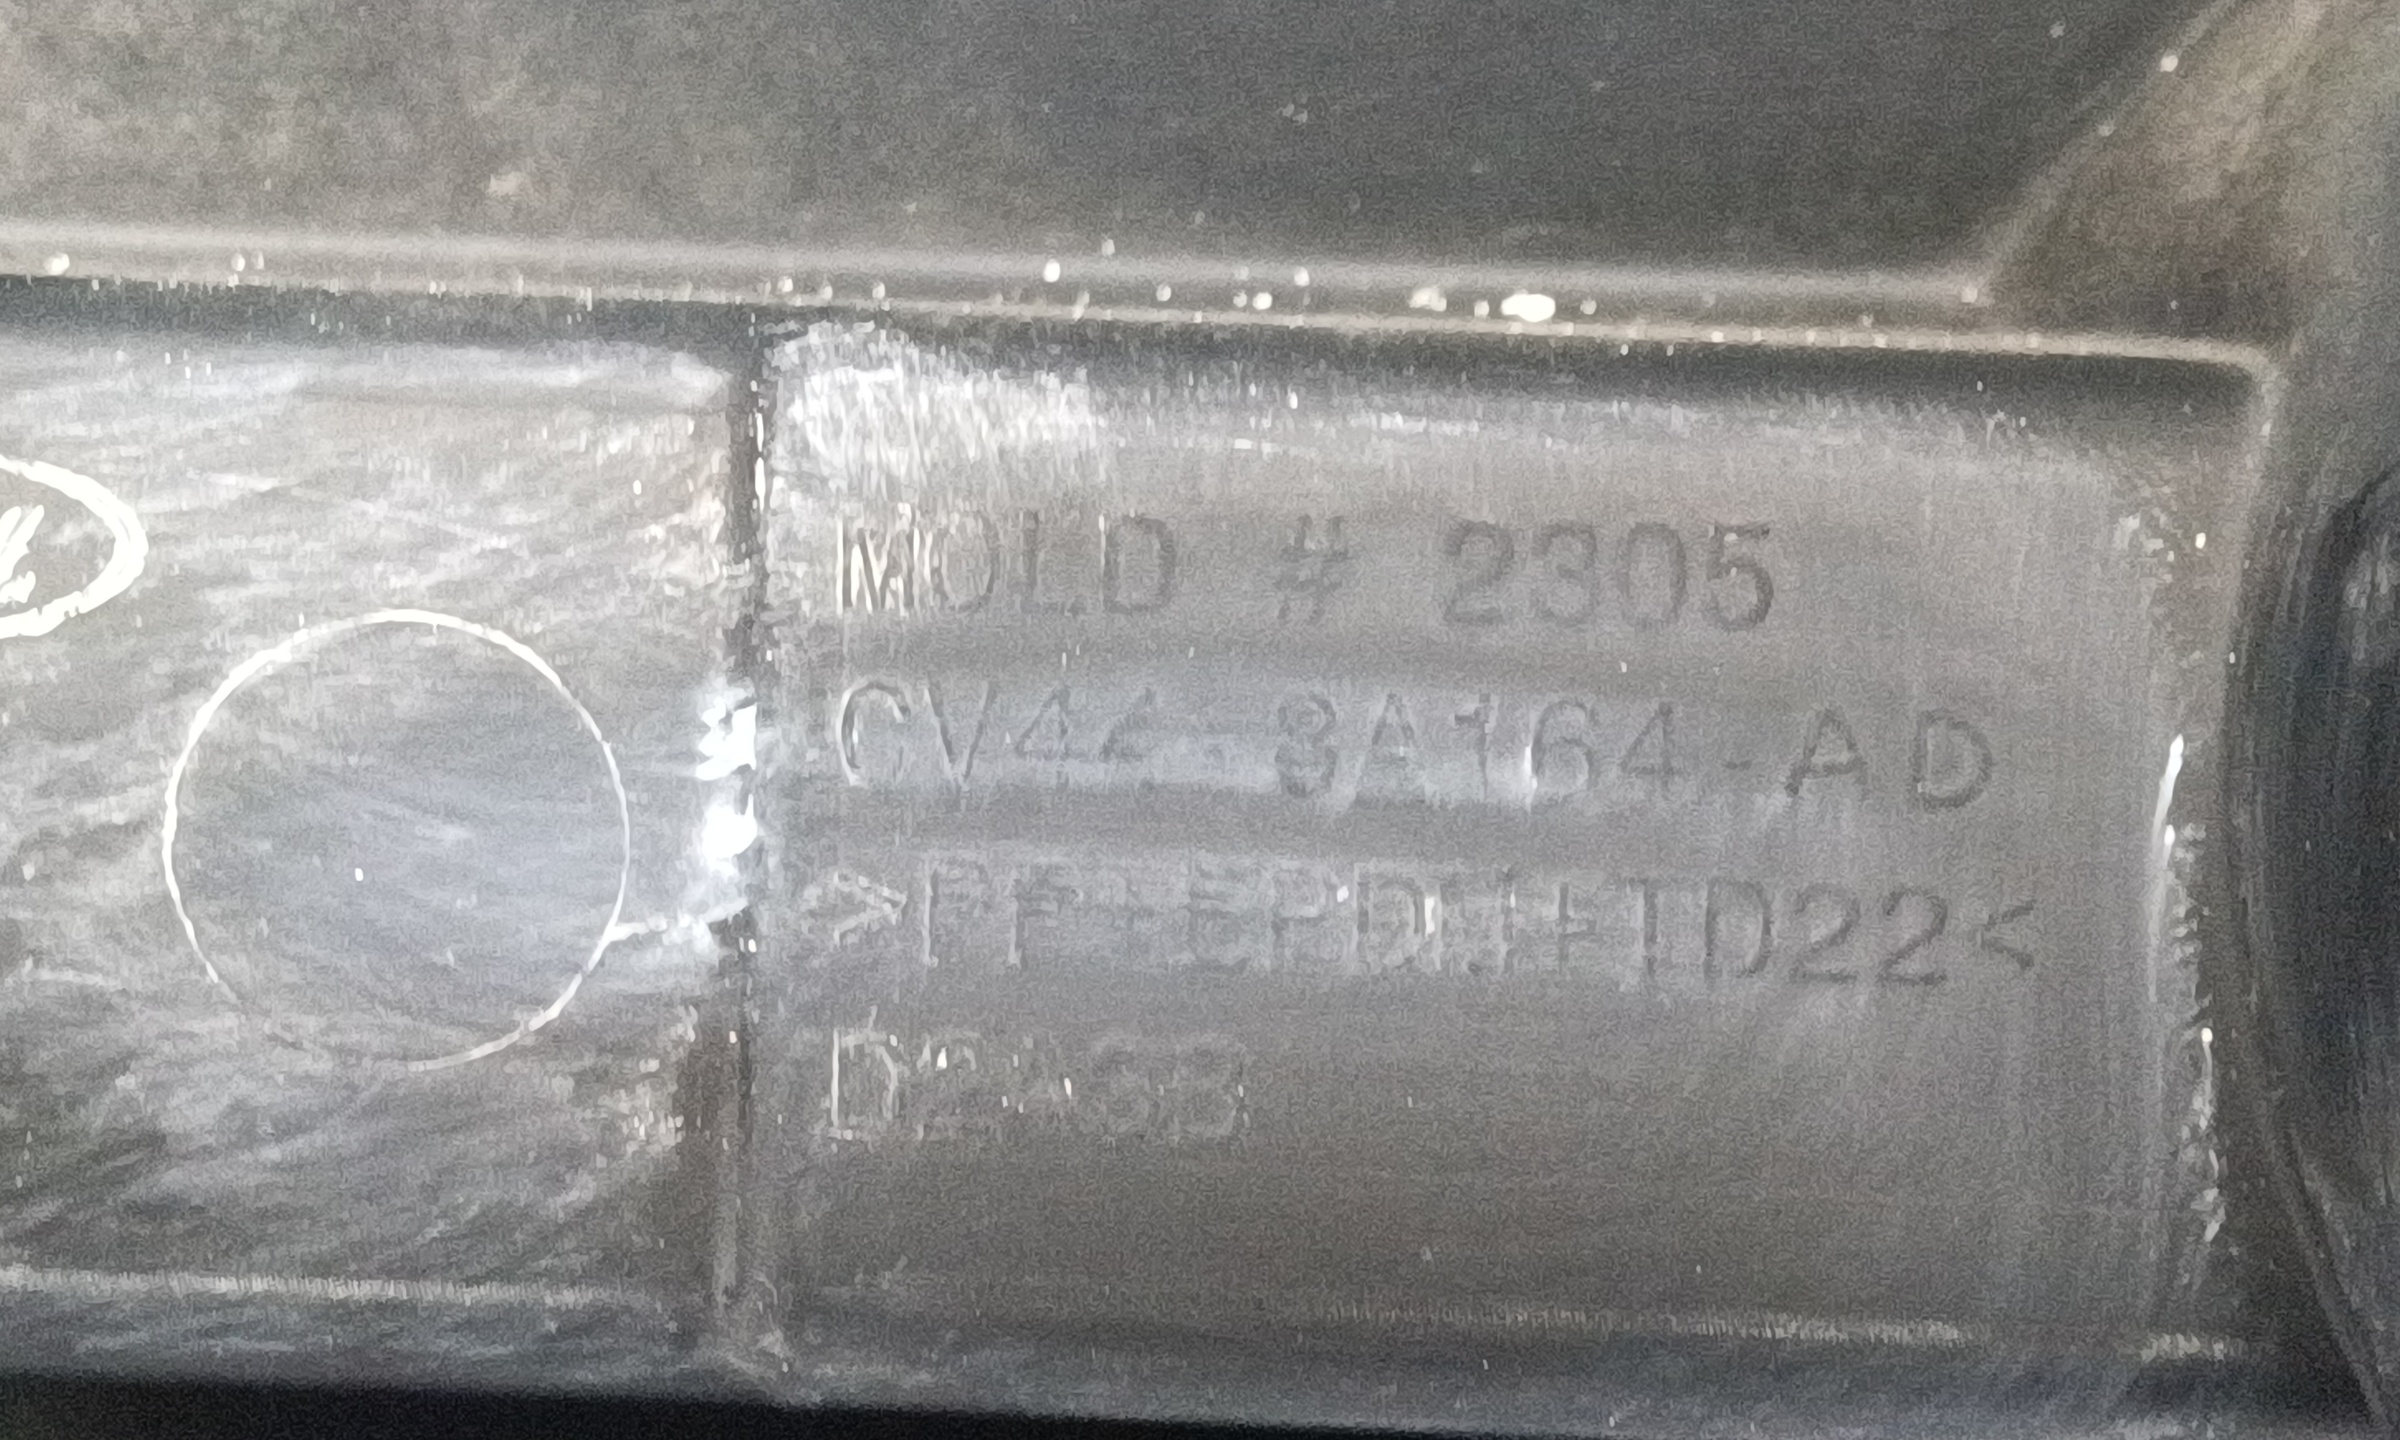 MOLD # 2305
CV44-8A164-AD
>PP+EPDM+TD22<